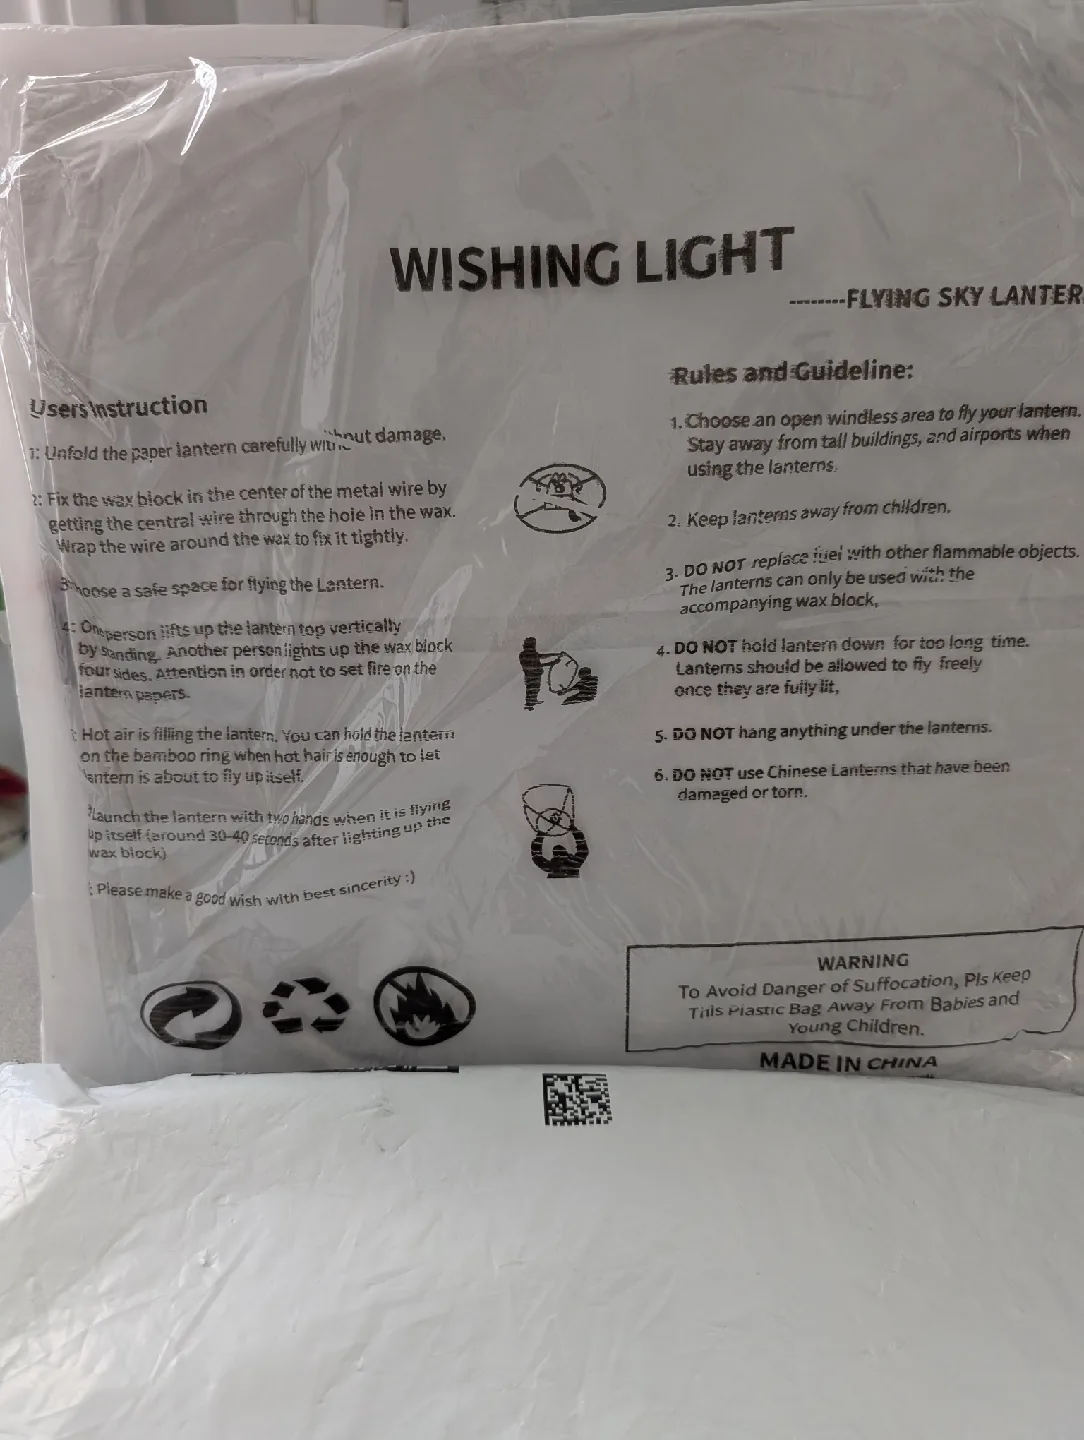 WISHING LIGHT
--------FLYING SKY LANTER
Users Instruction
1: Unfold the paper lantern carefully without damage.
2: Fix the wax block in the center of the metal wire by
getting the central wire through the hole in the wax.
Wrap the wire around the wax to fix it tightly.
3 hoose a safe space for flying the Lantern.
4: One person lifts up the lantern top vertically
by sanding. Another person lights up the wax block
four sides. Attention in order not to set fire on the
lantern papers.
: Hot air is filling the lantern. You can hold the lantern
on the bamboo ring when hot hair is enough to let
lantern is about to fly up itself.
Launch the lantern with two hands when it is flying
up itself (around 30-40 seconds after lighting up the
wax block)
: Please make a good wish with best sincerity :)
Rules and Guideline:
1. Choose an open windless area to fly your lantern.
Stay away from tall buildings, and airports when
using the lanterns.
2. Keep lanterns away from children.
3. DO NOT replace fuel with other flammable objects.
The lanterns can only be used with the
accompanying wax block,
4. DO NOT hold lantern down for too long time.
Lanterns should be allowed to fly freely
once they are fully lit,
5. DO NOT hang anything under the lanterns.
6. DO NOT use Chinese Lanterns that have been
damaged or torn.
WARNING
To Avoid Danger of Suffocation, Pls Keep
This Plastic Bag Away From Babies and
Young Children.
MADE IN CHINA